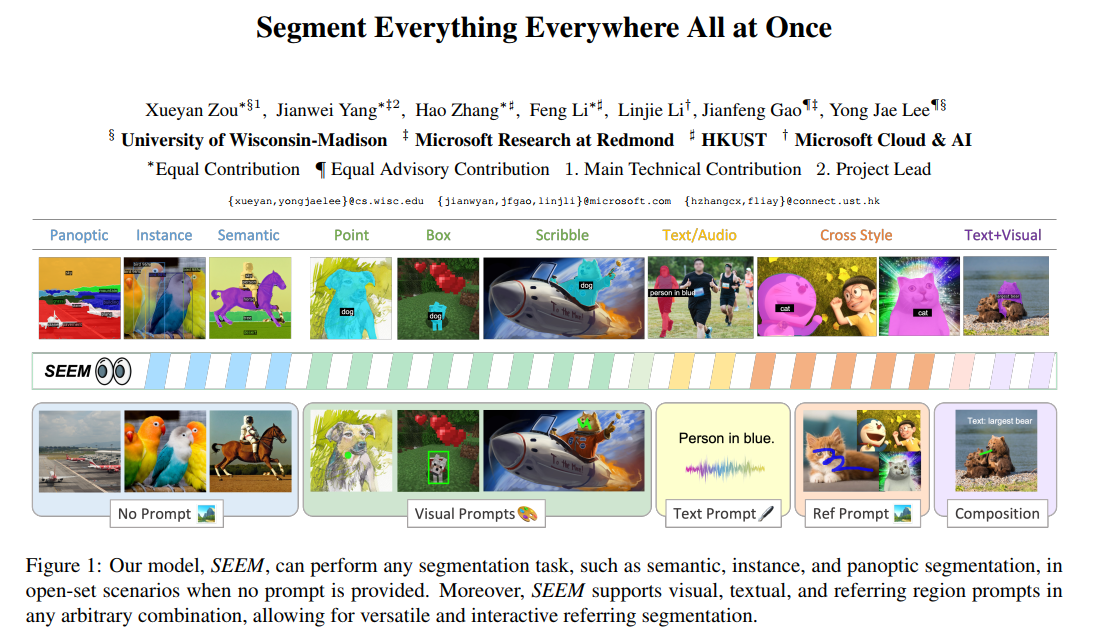 Segment Everything Everywhere All at Once
Xueyan Zou*§1, Jianwei Yang*‡2, Hao Zhang*♯, Feng Li*♯, Linjie Li†, Jianfeng Gao¶‡, Yong Jae Lee¶§
§ University of Wisconsin-Madison ‡ Microsoft Research at Redmond ♯ HKUST † Microsoft Cloud & AI
*Equal Contribution ¶ Equal Advisory Contribution 1. Main Technical Contribution 2. Project Lead
{xueyan,yongjaelee}@cs.wisc.edu {jianwyan,jfgao,linjli}@microsoft.com {hzhangcx,fliay}@connect.ust.hk
Panoptic Instance Semantic Point Box Scribble Text/Audio Cross Style Text+Visual
dog
dog
dog
person in blue
cat
cat
SEEM
Person in blue.
Text: largest bear
No Prompt
Visual Prompts
Text Prompt
Ref Prompt
Composition
Figure 1: Our model, SEEM, can perform any segmentation task, such as semantic, instance, and panoptic segmentation, in
open-set scenarios when no prompt is provided. Moreover, SEEM supports visual, textual, and referring region prompts in
any arbitrary combination, allowing for versatile and interactive referring segmentation.